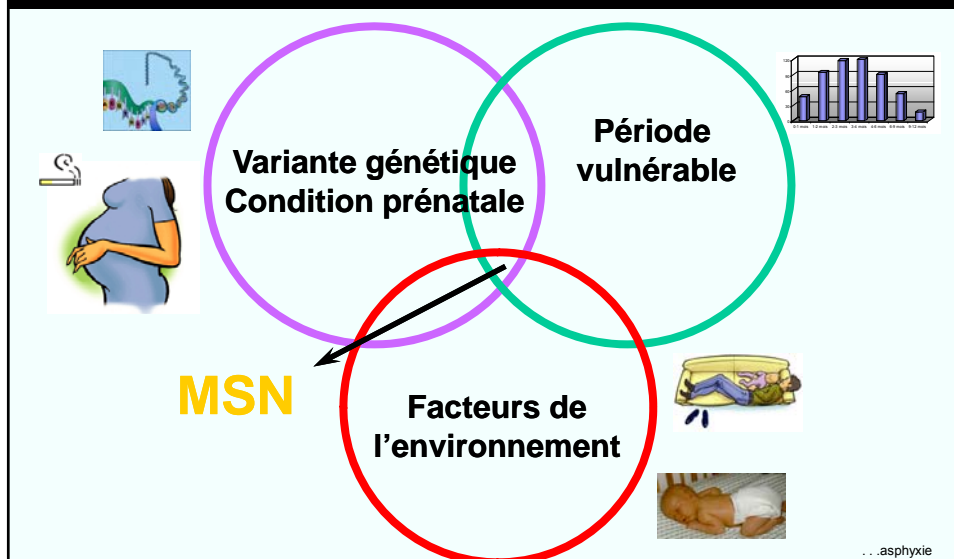 Variante génétique
Condition prénatale
Période
vulnérable
MSN
Facteurs de
l'environnement
. . .asphyxie